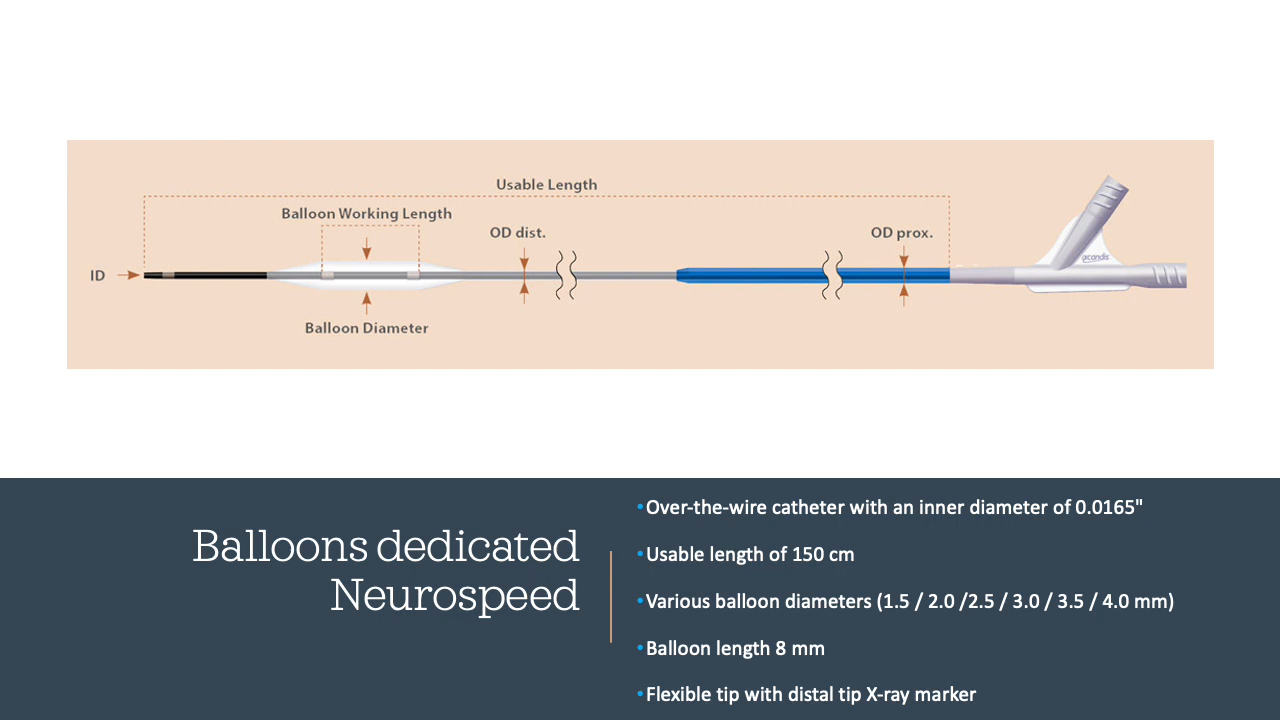 Usable Length
Balloon Working Length
OD dist.
OD prox.
ID
acandis
Balloon Diameter
Balloons dedicated
Neurospeed
•Over-the-wire catheter with an inner diameter of 0.0165"
•Usable length of 150 cm
•Various balloon diameters (1.5 / 2.0 /2.5 / 3.0 / 3.5 / 4.0 mm)
•Balloon length 8 mm
•Flexible tip with distal tip X-ray marker